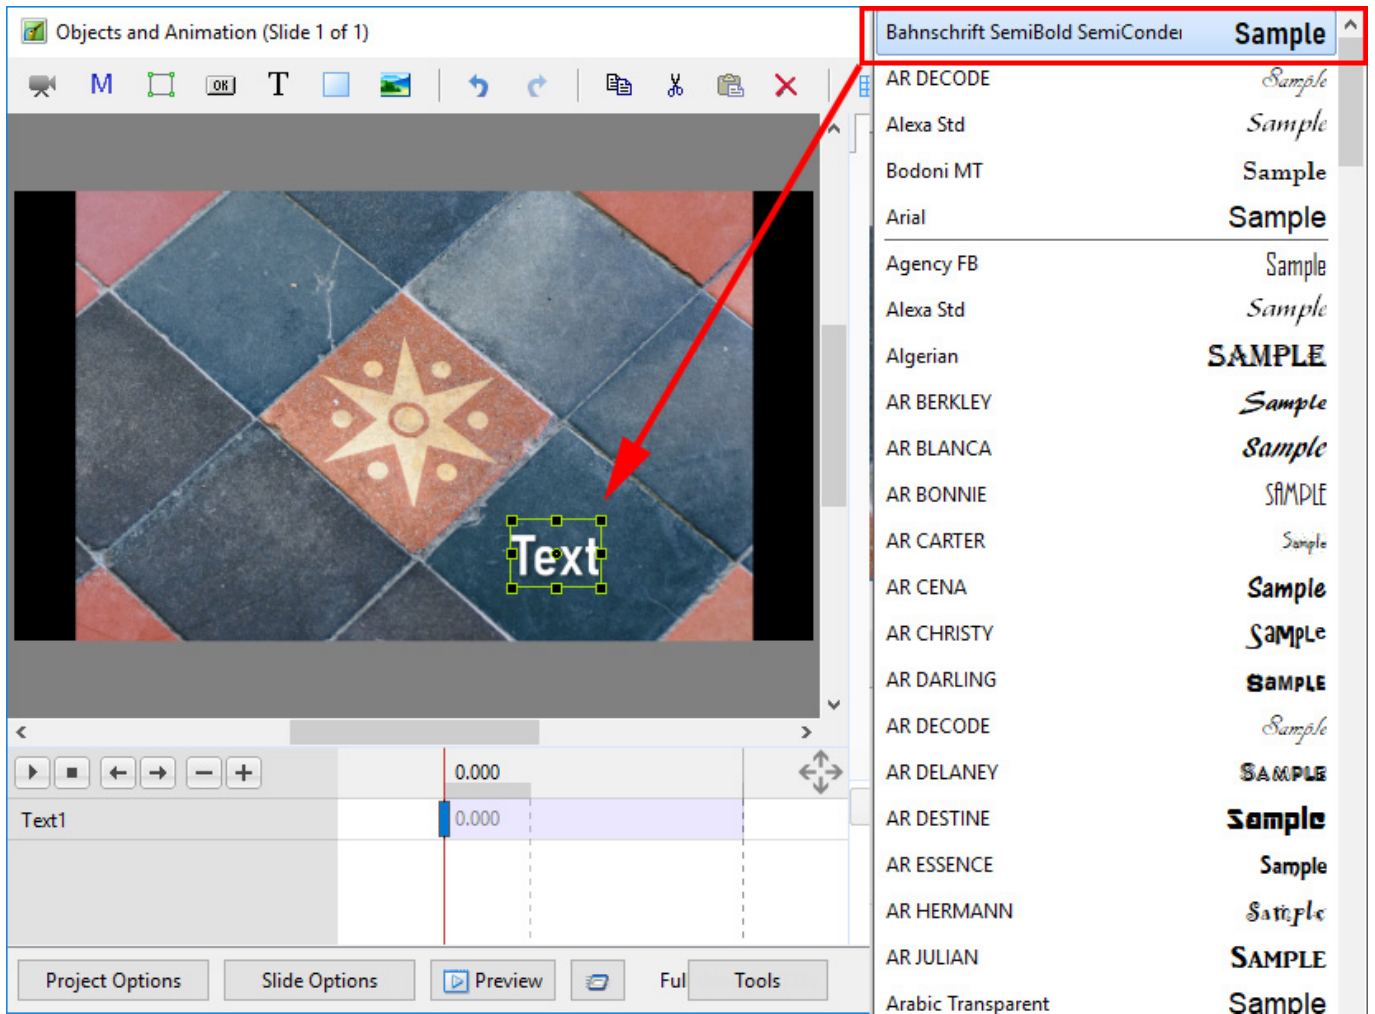 Objects and Animation (Slide 1 of 1)
M
OK
T
Text
0.000
Text1
0.000
Project Options
Slide Options
Preview
Ful
Tools
Bahnschrift SemiBold SemiConder Sample
AR DECODE Sample
Alexa Std Sample
Bodoni MT Sample
Arial Sample
Agency FB Sample
Alexa Std Sample
Algerian SAMPLE
AR BERKLEY Sample
AR BLANCA Sample
AR BONNIE SAMPLE
AR CARTER Sample
AR CENA Sample
AR CHRISTY SaMpLe
AR DARLING SaMPLE
AR DECODE Sample
AR DELANEY SAMPLE
AR DESTINE Sample
AR ESSENCE Sample
AR HERMANN Sample
AR JULIAN SAMPLE
Arabic Transparent Sample